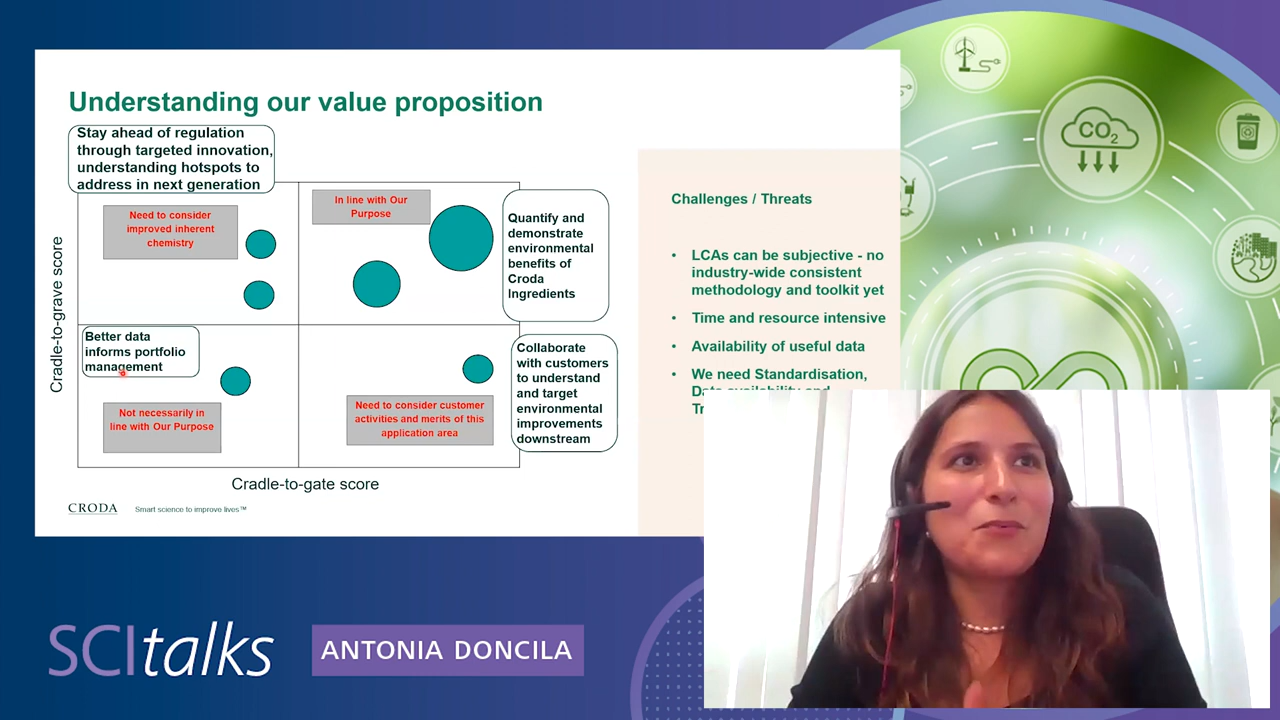 Understanding our value proposition
Stay ahead of regulation
through targeted innovation,
understanding hotspots to
address in next generation
Need to consider
improved inherent
chemistry
In line with Our
Purpose
Quantify and
demonstrate
environmental
benefits of
Croda
Ingredients
Cradle-to-grave score
Better data
informs portfolio
management
Not necessarily in
line with Our Purpose
Need to consider customer
activities and merits of this
application area
Collaborate
with customers
to understand
and target
environmental
improvements
downstream
Cradle-to-gate score
CRODA
Smart science to improve lives™
Challenges / Threats
• LCAs can be subjective - no
industry-wide consistent
methodology and toolkit yet
• Time and resource intensive
• Availability of useful data
• We need Standardisation,
CO2
SCItalks
ANTONIA DONCILA